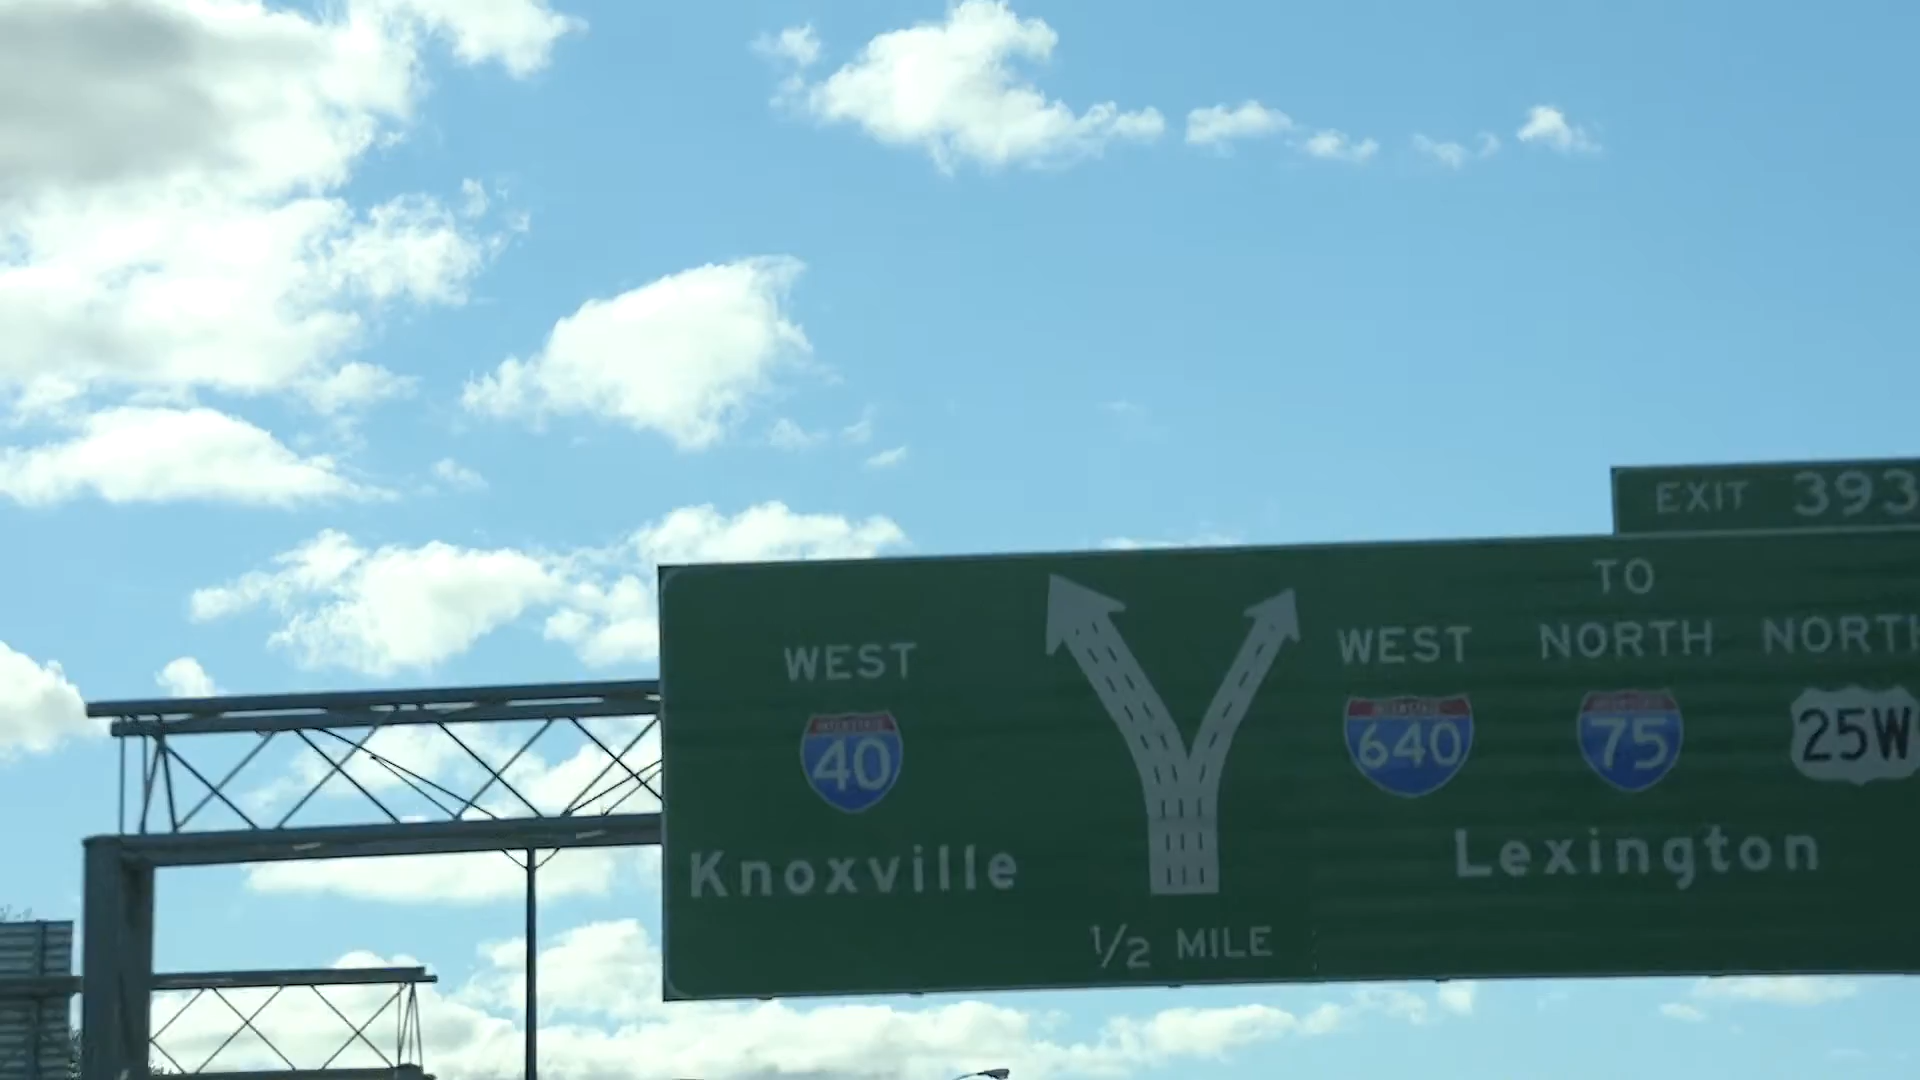 EXIT 393
TO
WEST
WEST NORTH
40
640 75 25W
Knoxville
Lexington
1/2 MILE